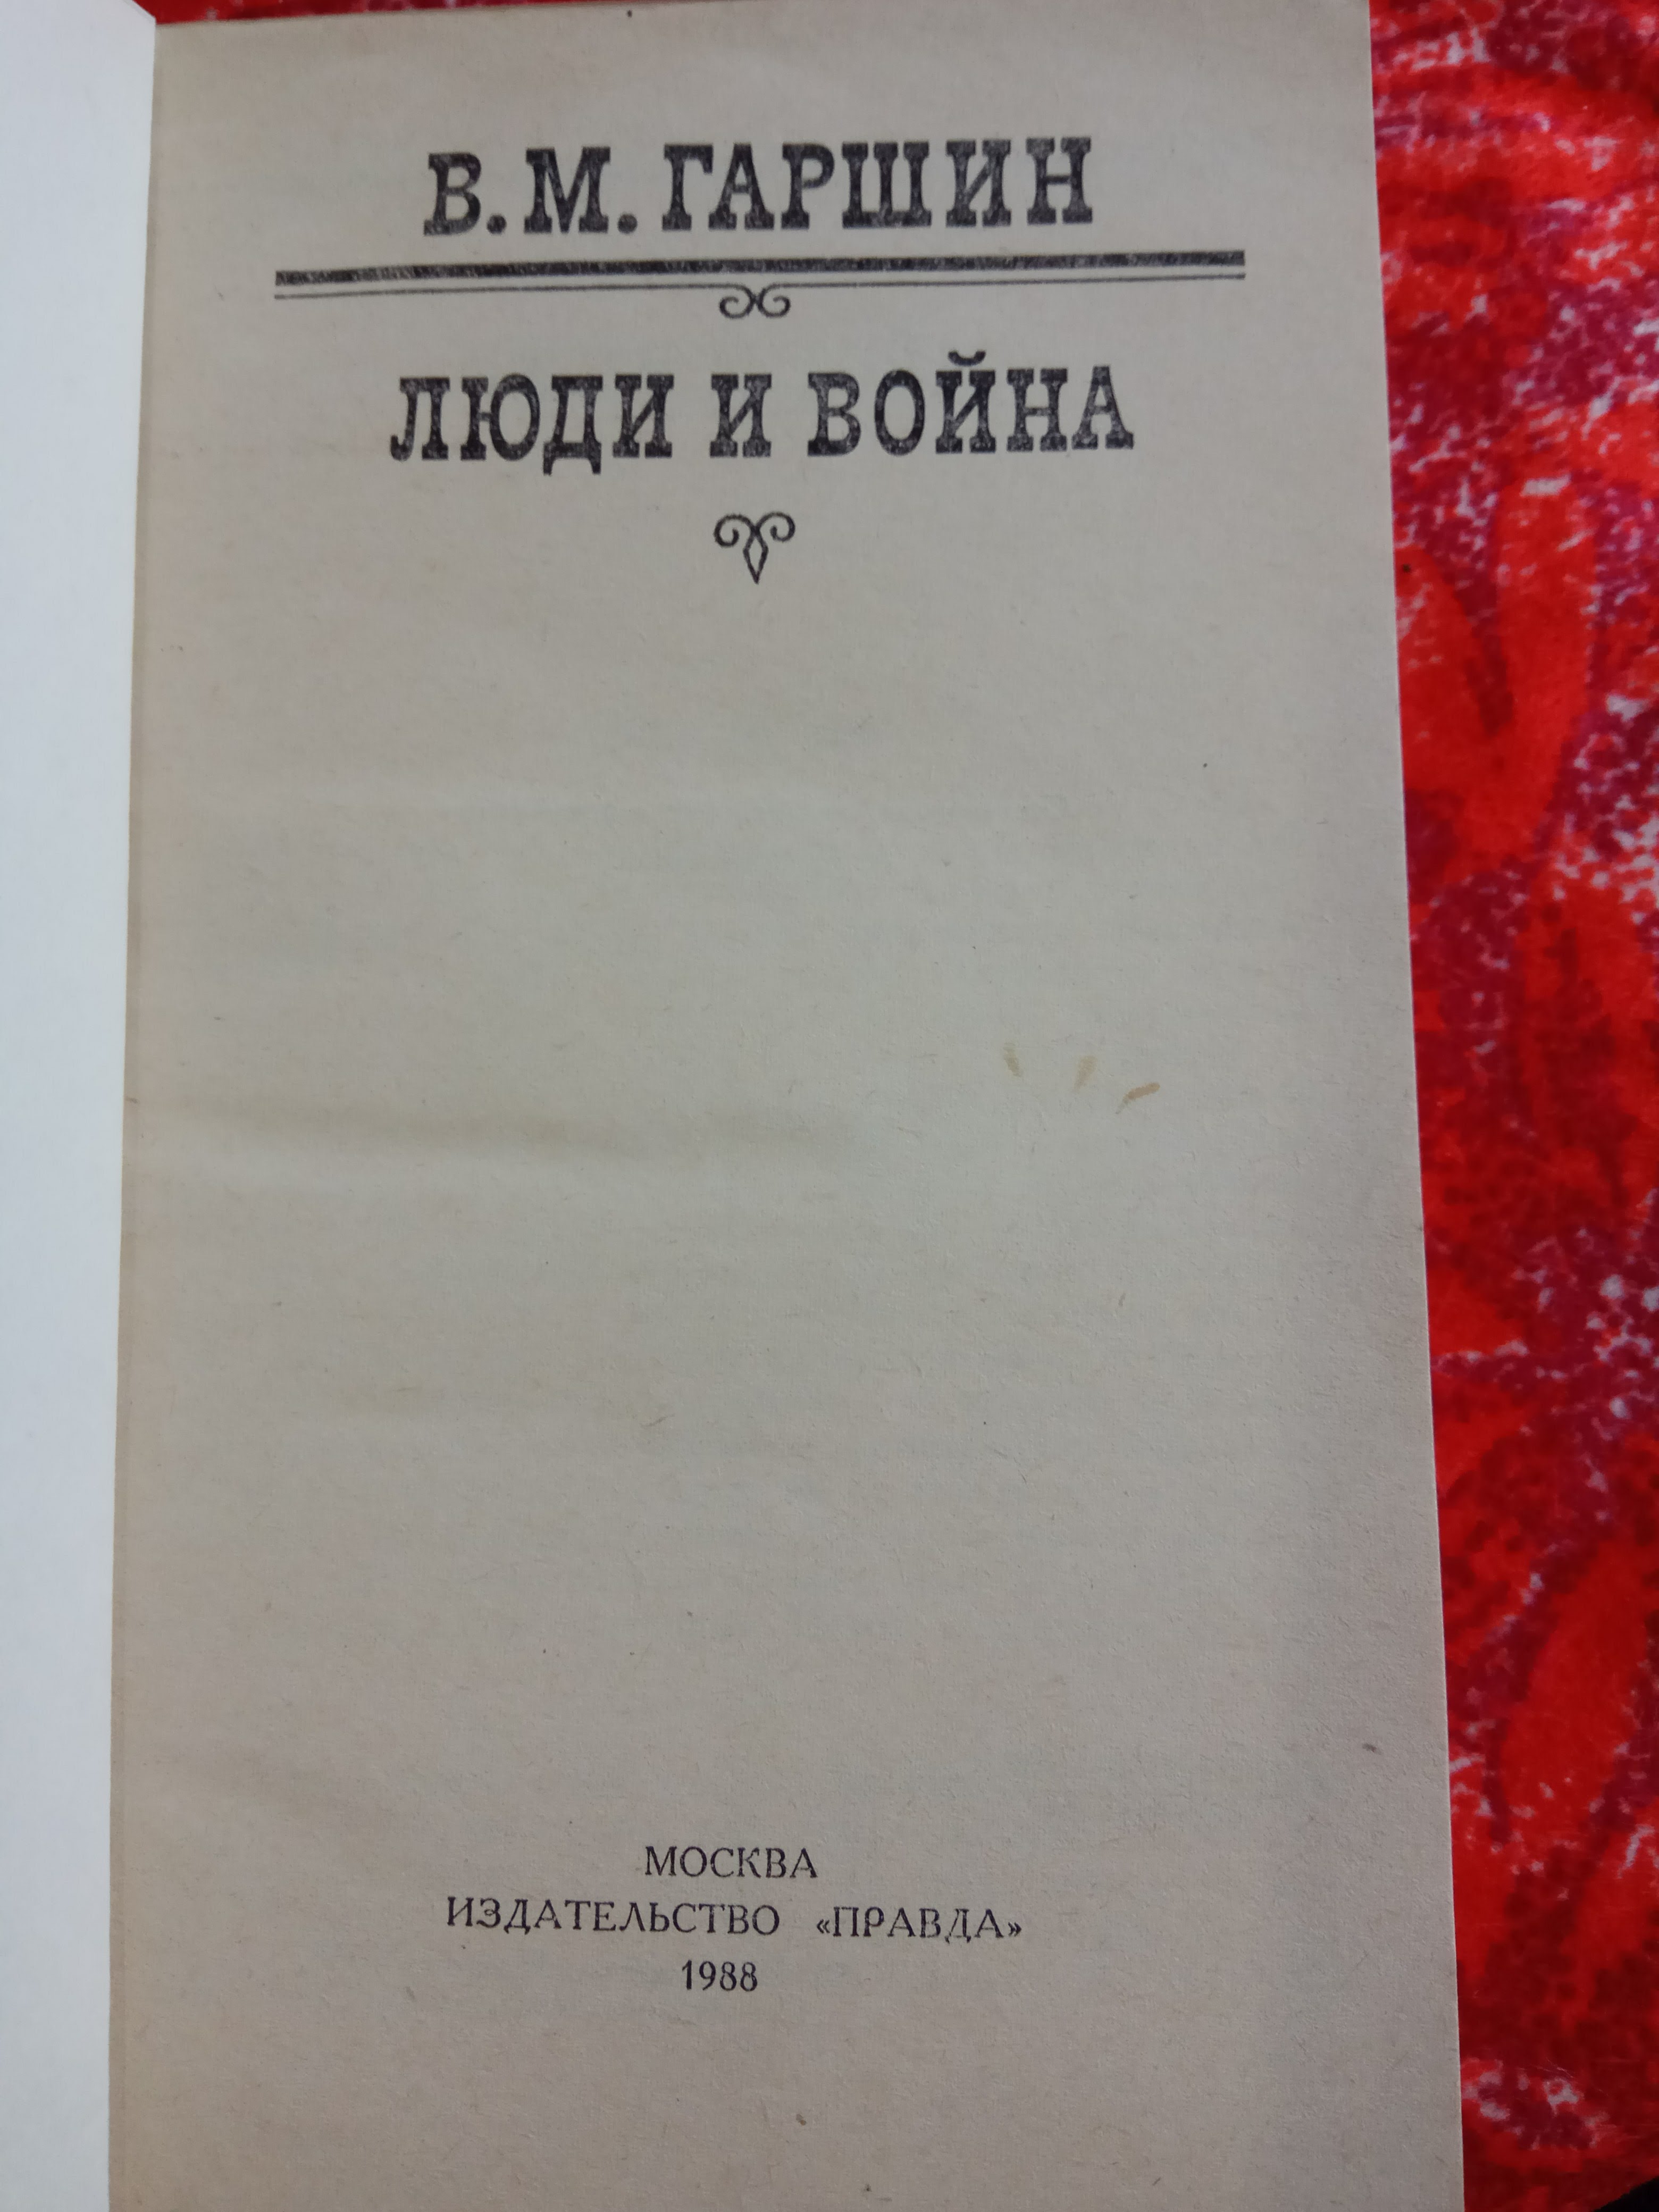 В. М. ГАРШИН
ЛЮДИ И ВОЙНА
МОСКВА
ИЗДАТЕЛЬСТВО «ПРАВДА»
1988